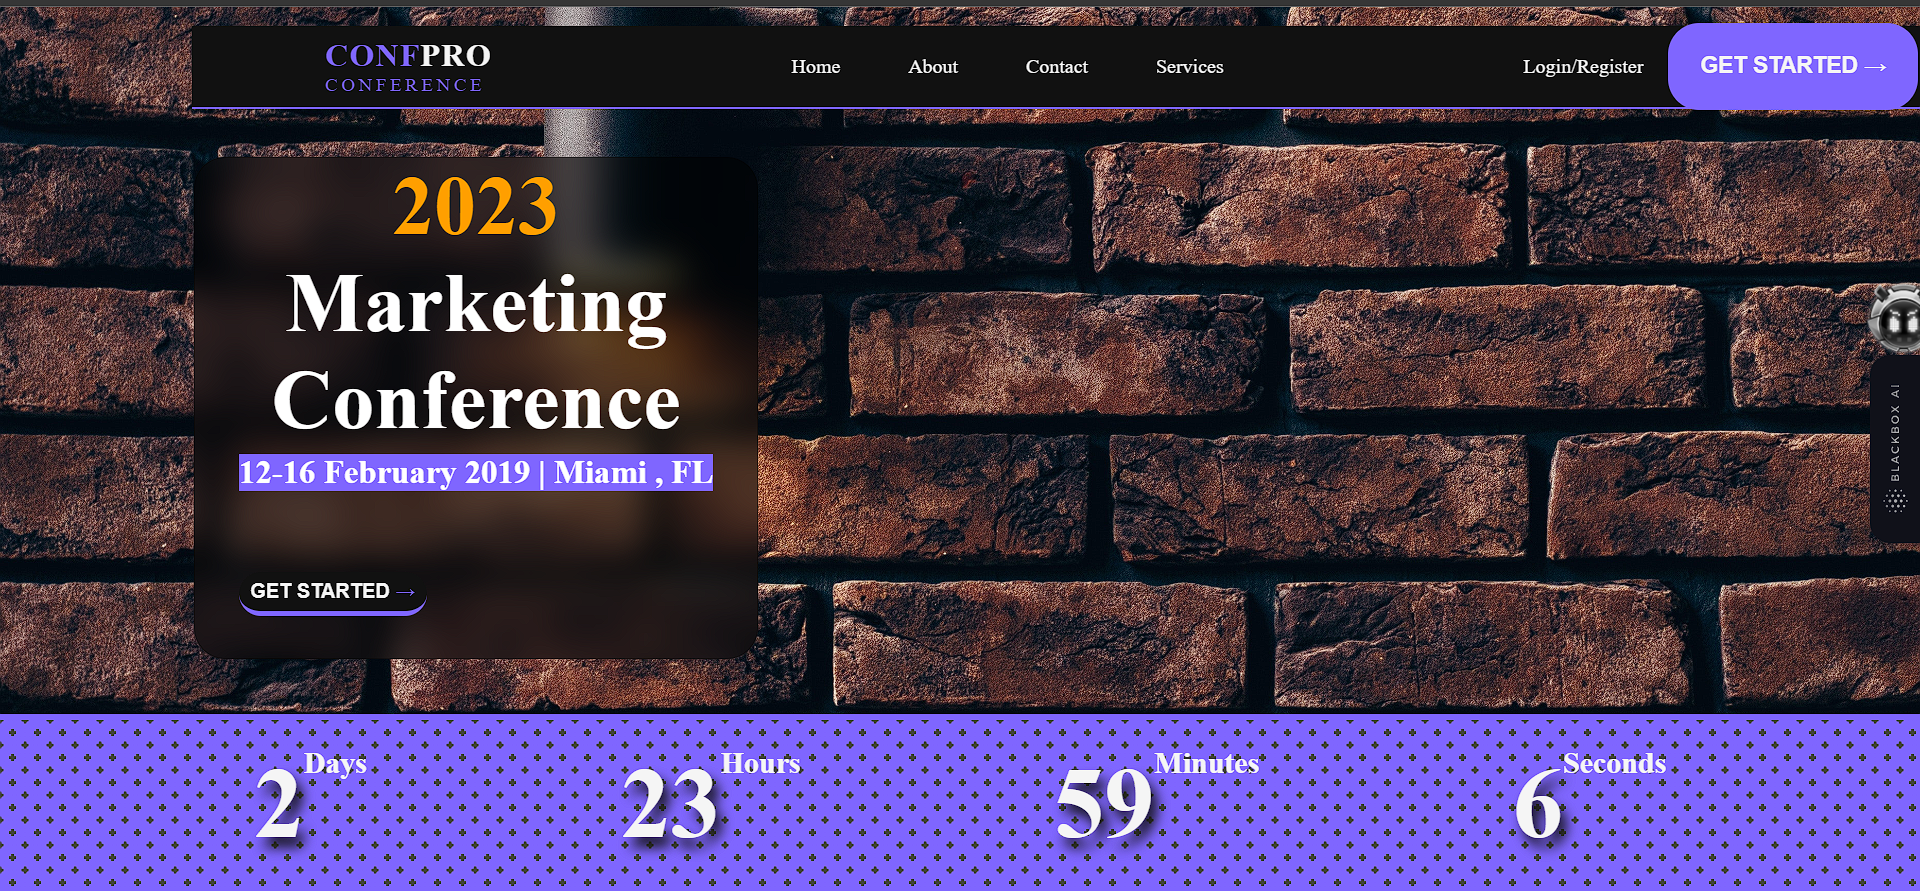 CONFPRO
CONFERENCE
Home
About
Contact
Services
Login/Register
GET STARTED →
2023
Marketing
Conference
12-16 February 2019 | Miami , FL
GET STARTED →
BLACKBOX AI
2 Days
23 Hours
59 Minutes
6 Seconds